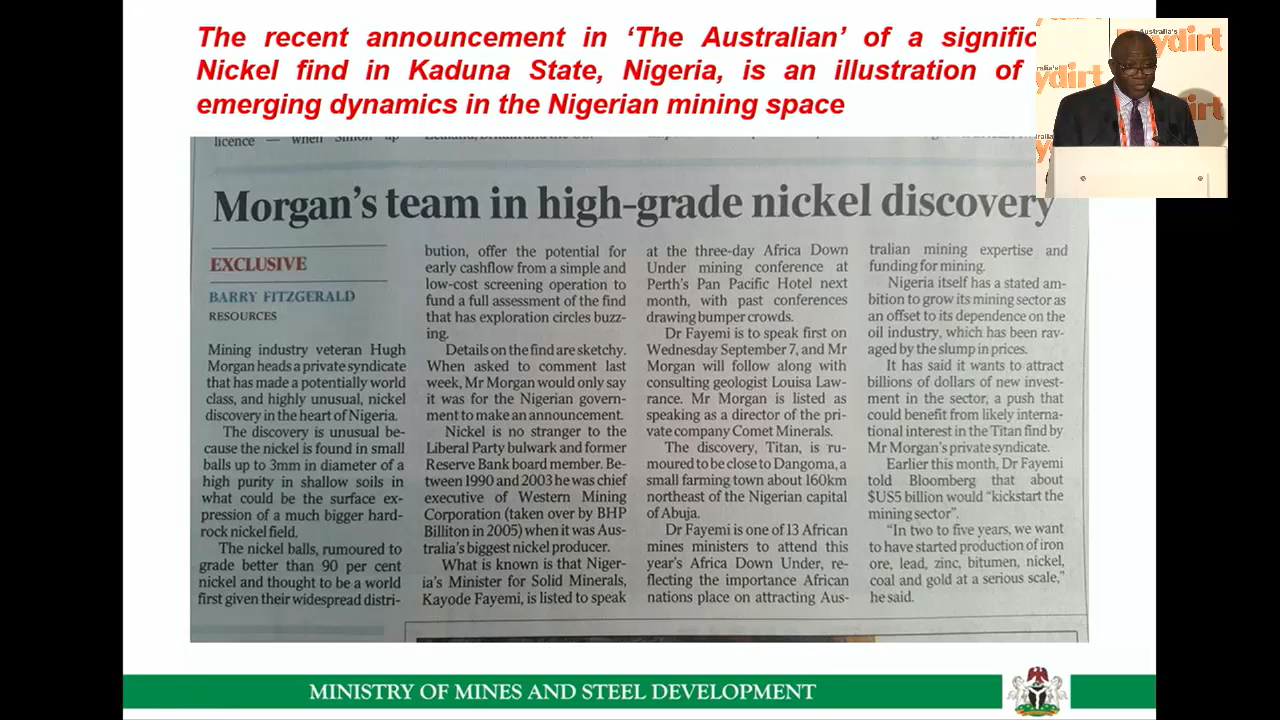 The recent announcement in ‘The Australian’ of a signific
Nickel find in Kaduna State, Nigeria, is an illustration of
emerging dynamics in the Nigerian mining space
Australia's
ydirt
ydirt
licence — when Simon up
Morgan's team in high-grade nickel discovery
EXCLUSIVE
BARRY FITZGERALD
RESOURCES
Mining industry veteran Hugh
Morgan heads a private syndicate
that has made a potentially world
class, and highly unusual, nickel
discovery in the heart of Nigeria.
The discovery is unusual be-
cause the nickel is found in small
balls up to 3mm in diameter of a
high purity in shallow soils in
what could be the surface ex-
pression of a much bigger hard-
rock nickel field.
The nickel balls, rumoured to
grade better than 90 per cent
nickel and thought to be a world
first given their widespread distri-
bution, offer the potential for
early cashflow from a simple and
low-cost screening operation to
fund a full assessment of the find
that has exploration circles buzz-
ing.
Details on the find are sketchy.
When asked to comment last
week, Mr Morgan would only say
it was for the Nigerian govern-
ment to make an announcement.
Nickel is no stranger to the
Liberal Party bulwark and former
Reserve Bank board member. Be-
tween 1990 and 2003 he was chief
executive of Western Mining
Corporation (taken over by BHP
Billiton in 2005) when it was Aus-
tralia's biggest nickel producer.
What is known is that Niger-
ia's Minister for Solid Minerals,
Kayode Fayemi, is listed to speak
at the three-day Africa Down
Under mining conference at
Perth's Pan Pacific Hotel next
month, with past conferences
drawing bumper crowds.
Dr Fayemi is to speak first on
Wednesday September 7, and Mr
Morgan will follow along with
consulting geologist Louisa Law-
rance. Mr Morgan is listed as
speaking as a director of the pri-
vate company Comet Minerals.
The discovery, Titan, is ru-
moured to be close to Dangoma, a
small farming town about 160km
northeast of the Nigerian capital
of Abuja.
Dr Fayemi is one of 13 African
mines ministers to attend this
year's Africa Down Under, re-
flecting the importance African
nations place on attracting Aus-
tralian mining expertise and
funding for mining.
Nigeria itself has a stated am-
bition to grow its mining sector as
an offset to its dependence on the
oil industry, which has been rav-
aged by the slump in prices.
It has said it wants to attract
billions of dollars of new invest-
ment in the sector, a push that
could benefit from likely interna-
tional interest in the Titan find by
Mr Morgan's private syndicate.
Earlier this month, Dr Fayemi
told Bloomberg that about
$US5 billion would “kickstart the
mining sector”.
“In two to five years, we want
to have started production of iron
ore, lead, zinc, bitumen, nickel,
coal and gold at a serious scale,”
he said.
MINISTRY OF MINES AND STEEL DEVELOPMENT